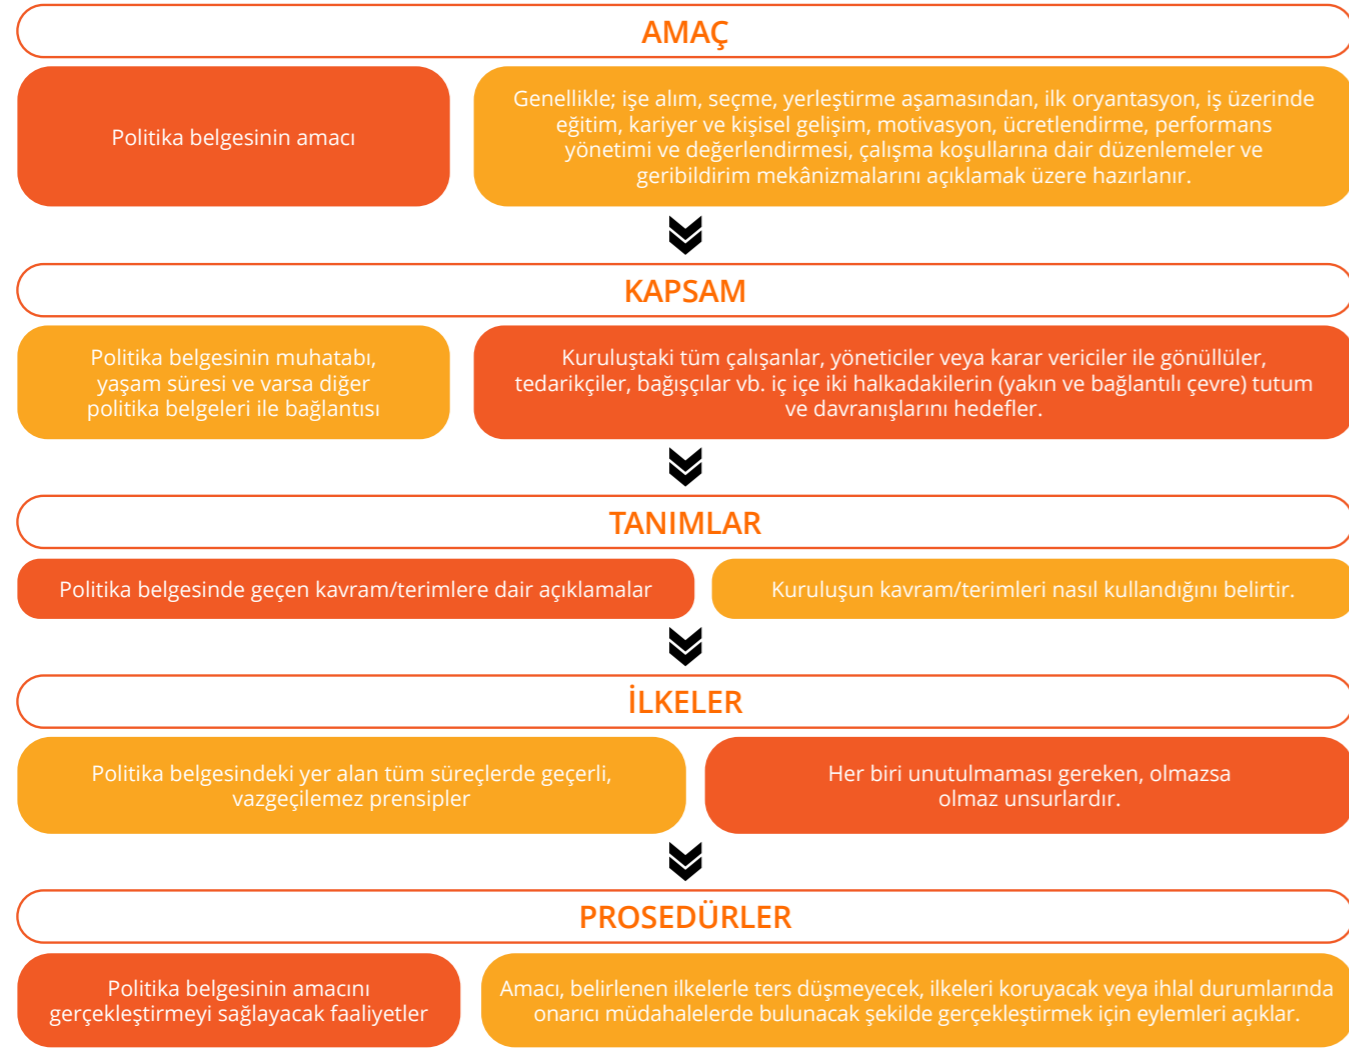 AMAÇ
Politika belgesinin amacı
Genellikle; işe alım, seçme, yerleştirme aşamasından, ilk oryantasyon, iş üzerinde
eğitim, kariyer ve kişisel gelişim, motivasyon, ücretlendirme, performans
yönetimi ve değerlendirmesi, çalışma koşullarına dair düzenlemeler ve
geribildirim mekânizmalarını açıklamak üzere hazırlanır.
KAPSAM
Politika belgesinin muhatabı,
yaşam süresi ve varsa diğer
politika belgeleri ile bağlantısı
Kuruluştaki tüm çalışanlar, yöneticiler veya karar vericiler ile gönüllüler,
tedarikçiler, bağışçılar vb. iç içe iki halkadakilerin (yakın ve bağlantılı çevre) tutum
ve davranışlarını hedefler.
TANIMLAR
Politika belgesinde geçen kavram/terimlere dair açıklamalar
Kuruluşun kavram/terimleri nasıl kullandığını belirtir.
İLKELER
Politika belgesindeki yer alan tüm süreçlerde geçerli,
vazgeçilemez prensipler
Her biri unutulmaması gereken, olmazsa
olmaz unsurlardır.
PROSEDÜRLER
Politika belgesinin amacını
gerçekleştirmeyi sağlayacak faaliyetler
Amacı, belirlenen ilkelerle ters düşmeyecek, ilkeleri koruyacak veya ihlal durumlarında
onarıcı müdahalelerde bulunacak şekilde gerçekleştirmek için eylemleri açıklar.